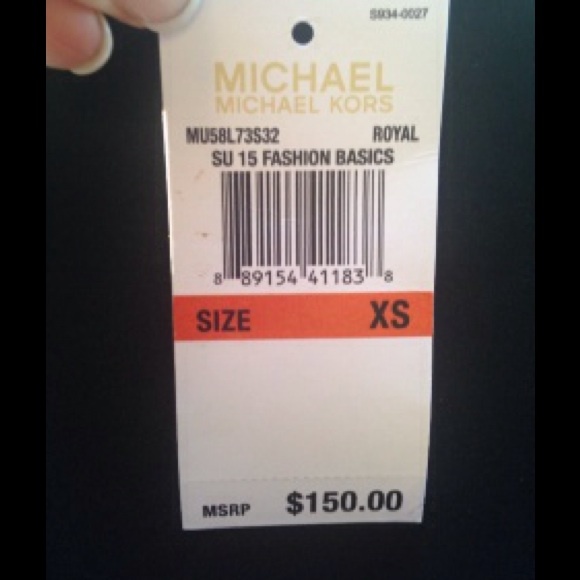 S934-0027
MICHAEL
MICHAEL KORS
MU58L73S32 ROYAL
SU 15 FASHION BASICS
8 89154 41183 8
SIZE XS
MSRP $150.00